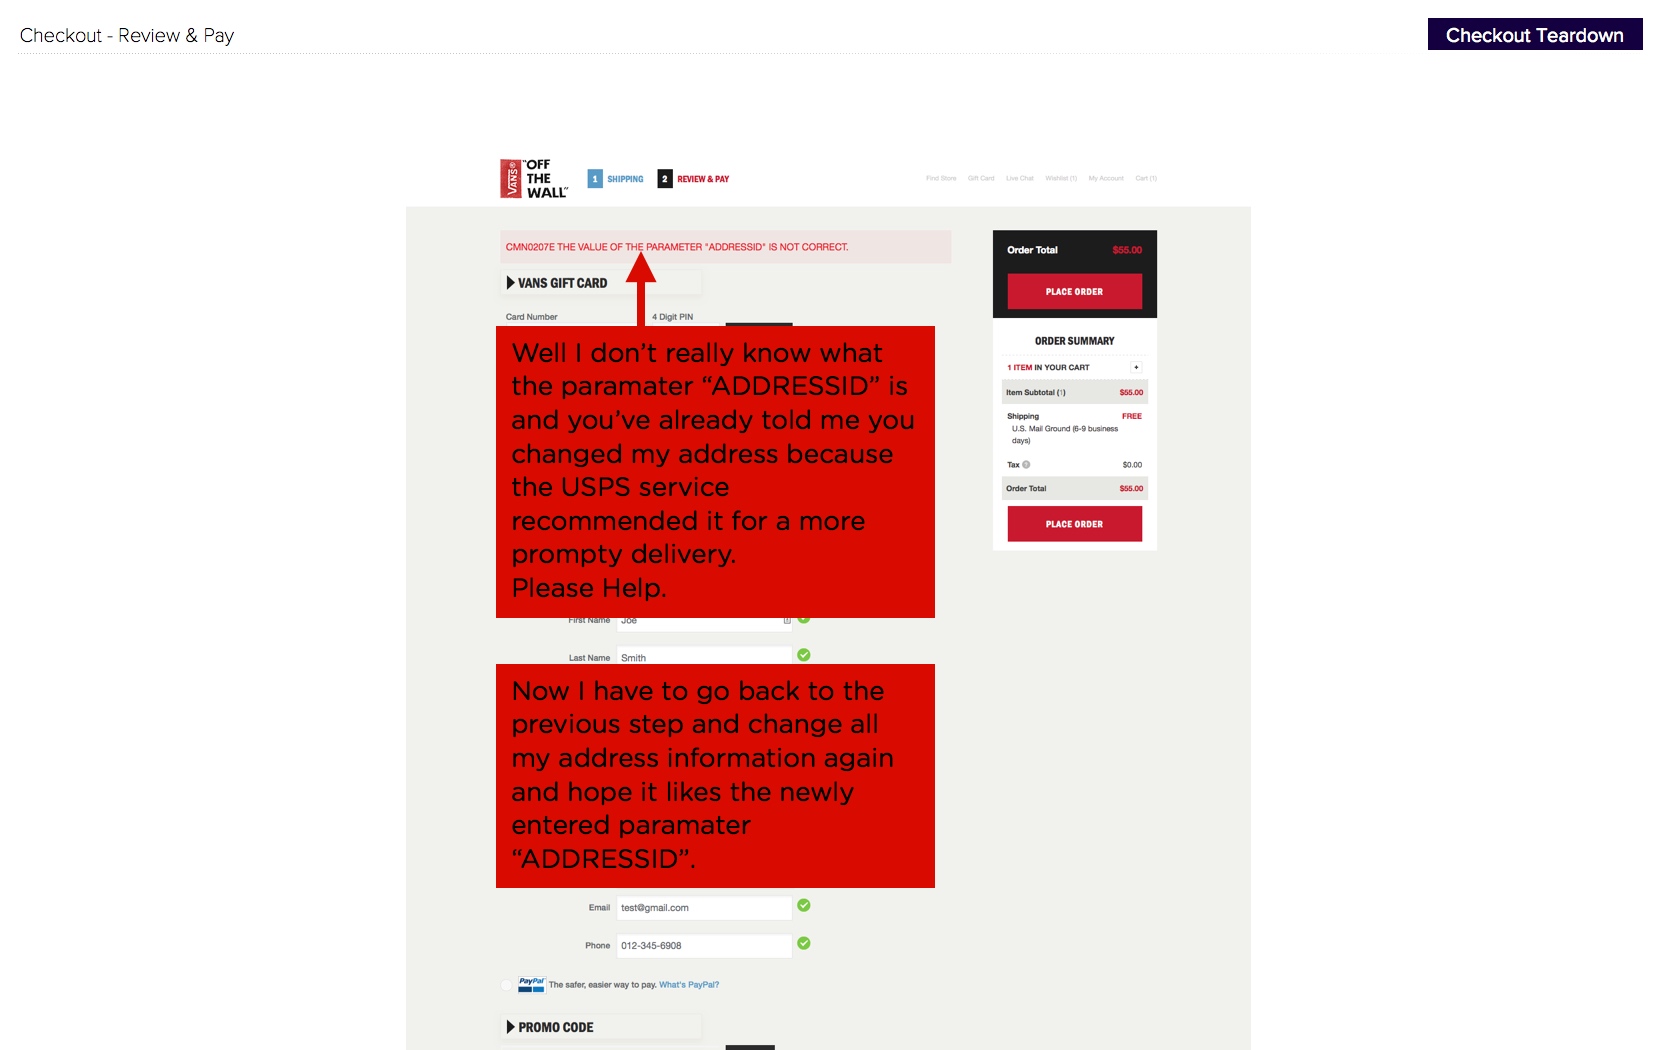 Checkout - Review & Pay
Checkout Teardown
VANS® "OFF
THE
WALL"
1 SHIPPING 2 REVIEW & PAY
Find Store Gift Card Live Chat Wishlist (1) My Account Cart (1)
CMN0207E THE VALUE OF THE PARAMETER "ADDRESSID" IS NOT CORRECT.
VANS GIFT CARD
Card Number 4 Digit PIN
Well I don't really know what
the paramater “ADDRESSID” is
and you've already told me you
changed my address because
the USPS service
recommended it for a more
prompty delivery.
Please Help.
First Name Joe
Last Name Smith
Now I have to go back to the
previous step and change all
my address information again
and hope it likes the newly
entered paramater
“ADDRESSID”.
Email test@gmail.com
Phone 012-345-6908
PayPal The safer, easier way to pay. What's PayPal?
PROMO CODE
Order Total $55.00
PLACE ORDER
ORDER SUMMARY
1 ITEM IN YOUR CART +
Item Subtotal (1) $55.00
Shipping FREE
U.S. Mail Ground (6-9 business
days)
Tax ? $0.00
Order Total $55.00
PLACE ORDER